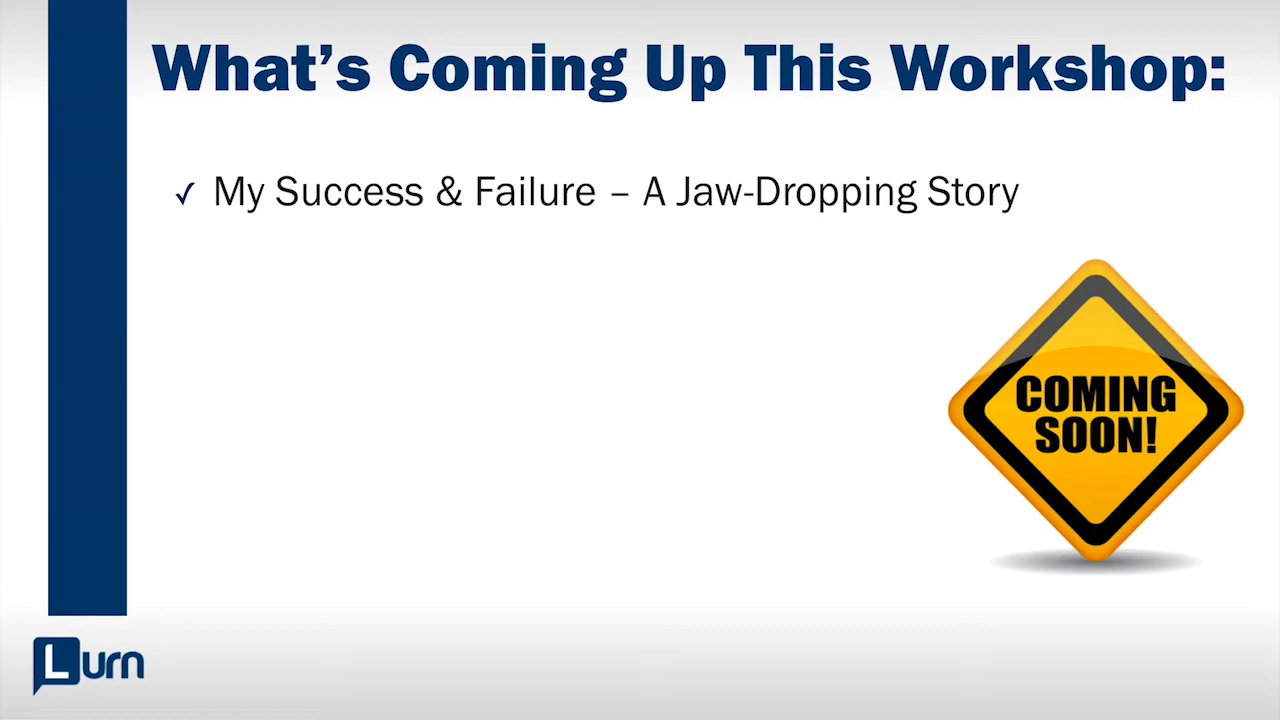 What's Coming Up This Workshop:
✓ My Success & Failure – A Jaw-Dropping Story
COMING
SOON!
Lurn